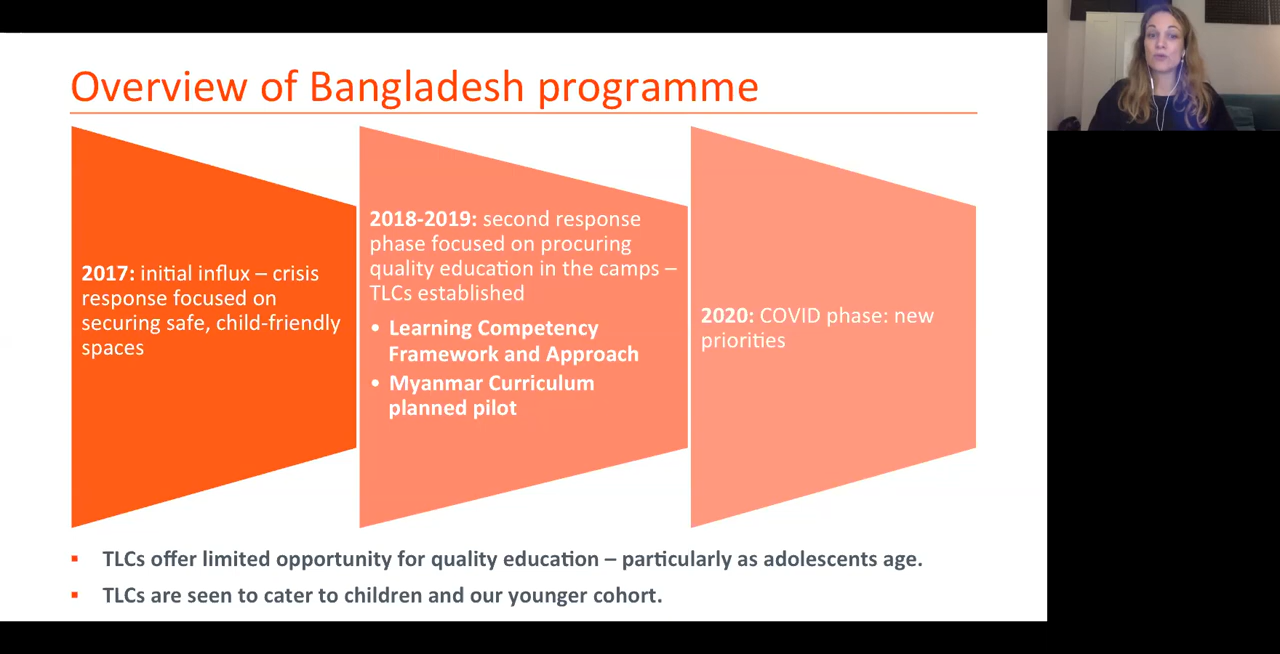 Overview of Bangladesh programme
2017: initial influx – crisis
response focused on
securing safe, child-friendly
spaces
2018-2019: second response
phase focused on procuring
quality education in the camps –
TLCs established
• Learning Competency
Framework and Approach
• Myanmar Curriculum
planned pilot
2020: COVID phase: new
priorities
▪ TLCs offer limited opportunity for quality education – particularly as adolescents age.
▪ TLCs are seen to cater to children and our younger cohort.